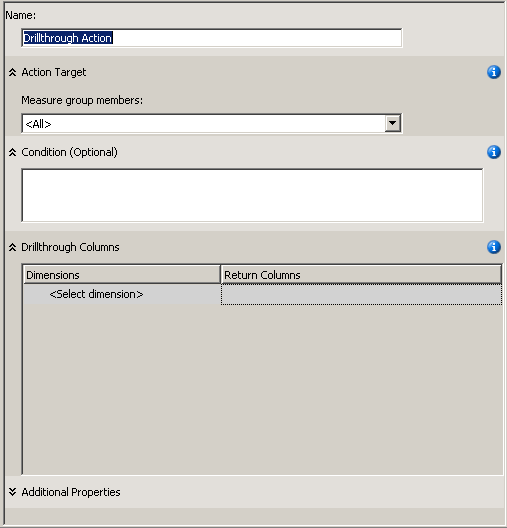 Name:
Drillthrough Action
Action Target
Measure group members:
<All>
Condition (Optional)
Drillthrough Columns
Dimensions Return Columns
<Select dimension>
Additional Properties